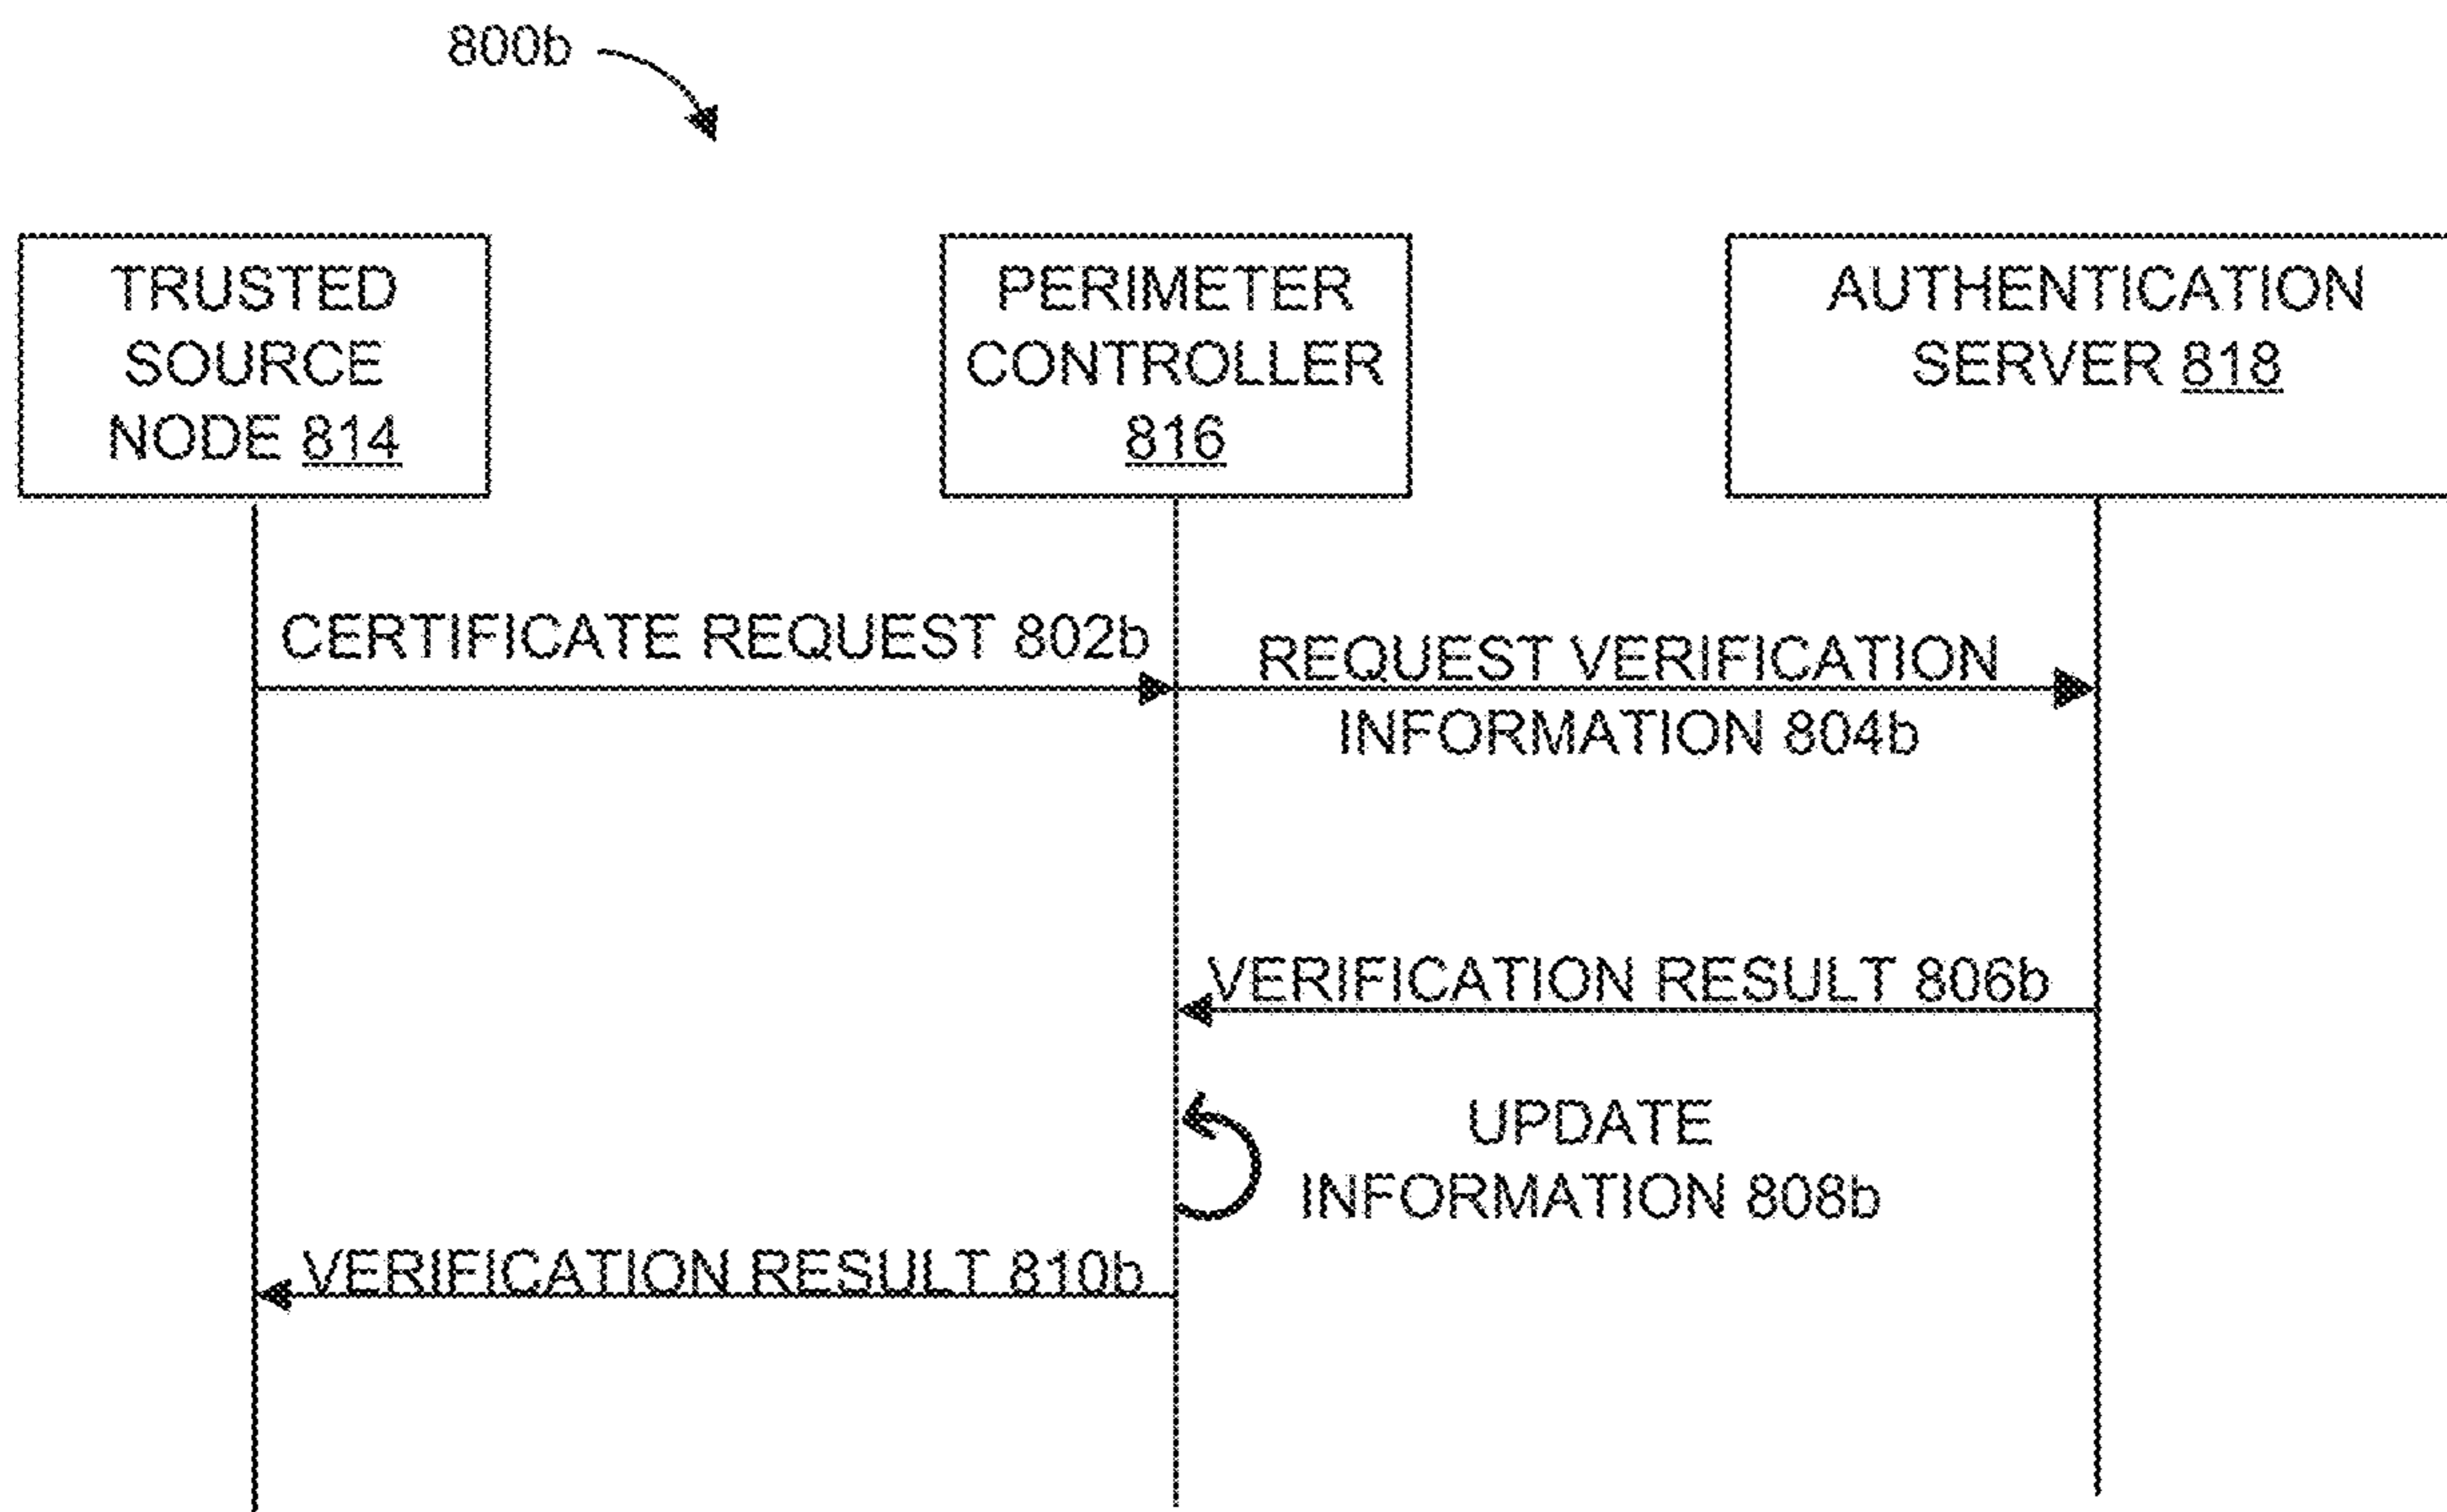 800b
TRUSTED
SOURCE
NODE 814
PERIMETER
CONTROLLER
816
AUTHENTICATION
SERVER 818
CERTIFICATE REQUEST 802b
REQUEST VERIFICATION
INFORMATION 804b
VERIFICATION RESULT 806b
UPDATE
INFORMATION 808b
VERIFICATION RESULT 810b